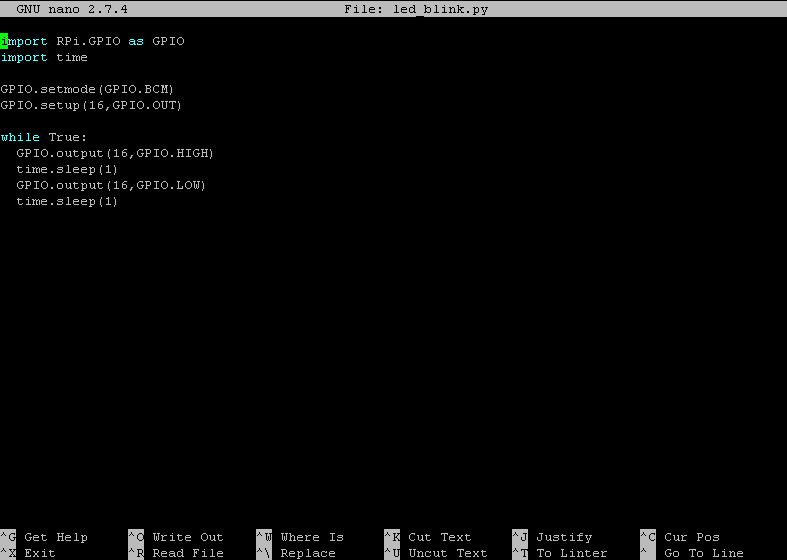 GNU nano 2.7.4 File: led_blink.py
import RPi.GPIO as GPIO
import time
GPIO.setmode(GPIO.BCM)
GPIO.setup(16,GPIO.OUT)
while True:
  GPIO.output(16,GPIO.HIGH)
  time.sleep(1)
  GPIO.output(16,GPIO.LOW)
  time.sleep(1)
^G Get Help ^O Write Out ^W Where Is ^K Cut Text ^J Justify ^C Cur Pos
^X Exit ^R Read File ^\ Replace ^U Uncut Text ^T To Linter ^_ Go To Line